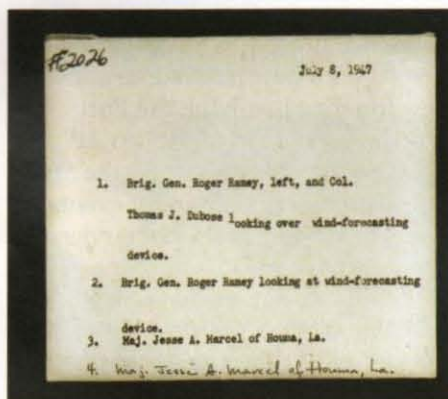 #2026
July 8, 1947
1. Brig. Gen. Roger Ramey, left, and Col.
Thomas J. Dubose looking over wind-forecasting
device.
2. Brig. Gen. Roger Ramey looking at wind-forecasting
device.
3. Maj. Jesse A. Marcel of Houma, La.
4. Maj. Jesse A. Marcel of Houma, La.